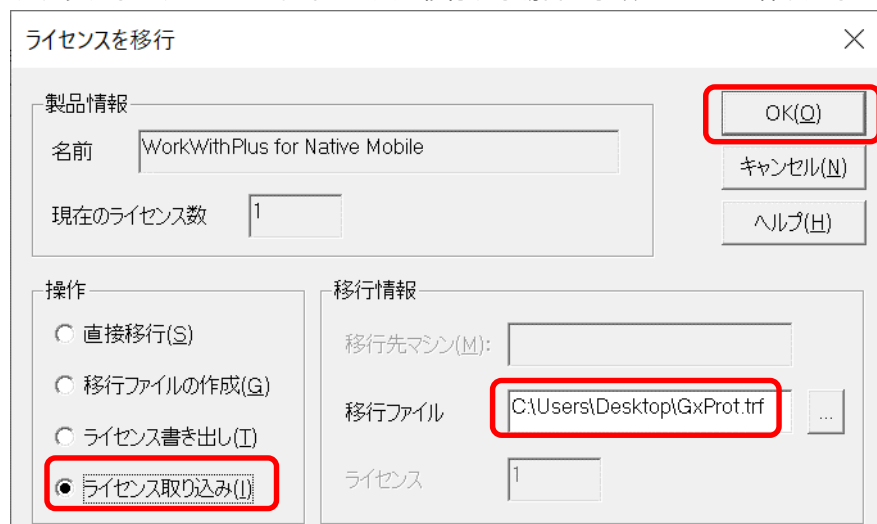 ライセンスを移行
製品情報
名前 WorkWithPlus for Native Mobile
現在のライセンス数 1
OK(O)
キャンセル(N)
ヘルプ(H)
操作
直接移行(S)
移行ファイルの作成(G)
ライセンス書き出し(T)
ライセンス取り込み(I)
移行情報
移行先マシン(M):
移行ファイル C:\Users\Desktop\GxProt.trf ...
ライセンス 1